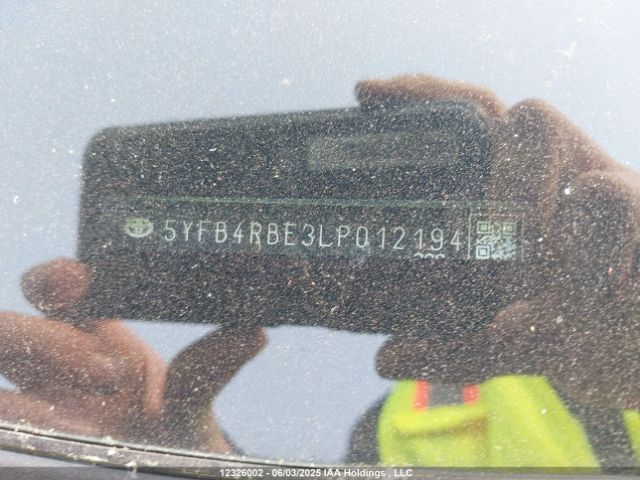 5YFB4RBE3LP012194
12326002 - 06/03/2025 IAA Holdings , LLC